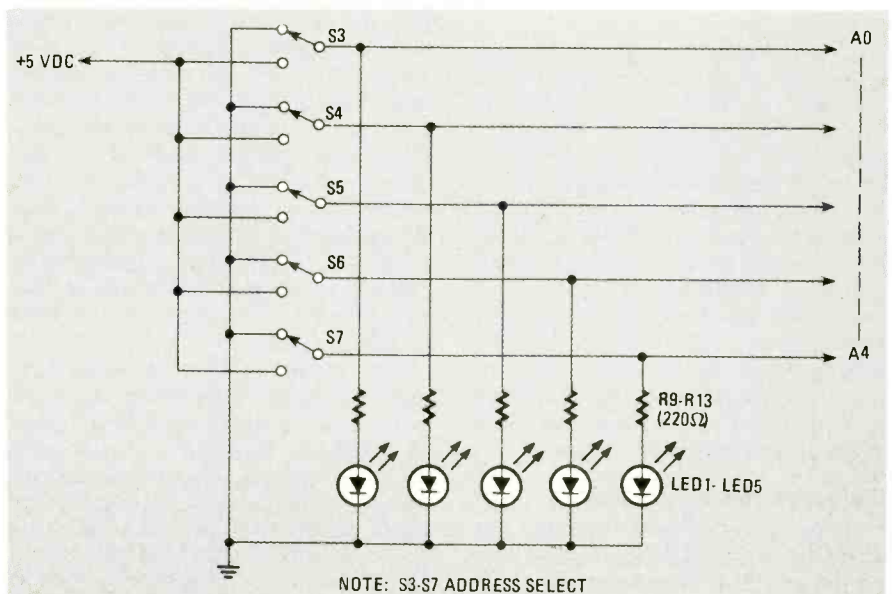 S3
A0
+5 VDC
S4
S5
S6
S7
A4
R9-R13
(220Ω)
LED1-LED5
NOTE: S3-S7 ADDRESS SELECT